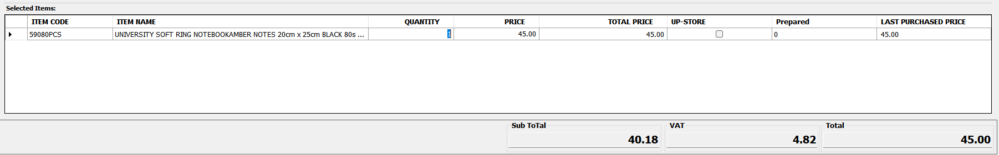 Selected Items:
ITEM CODE ITEM NAME QUANTITY PRICE TOTAL PRICE UP-STORE Prepared LAST PURCHASED PRICE
59080PCS UNIVERSITY SOFT RING NOTEBOOKAMBER NOTES 20cm x 25cm BLACK 80s ... 1 45.00 45.00 0 45.00
Sub ToTal VAT Total
40.18 4.82 45.00